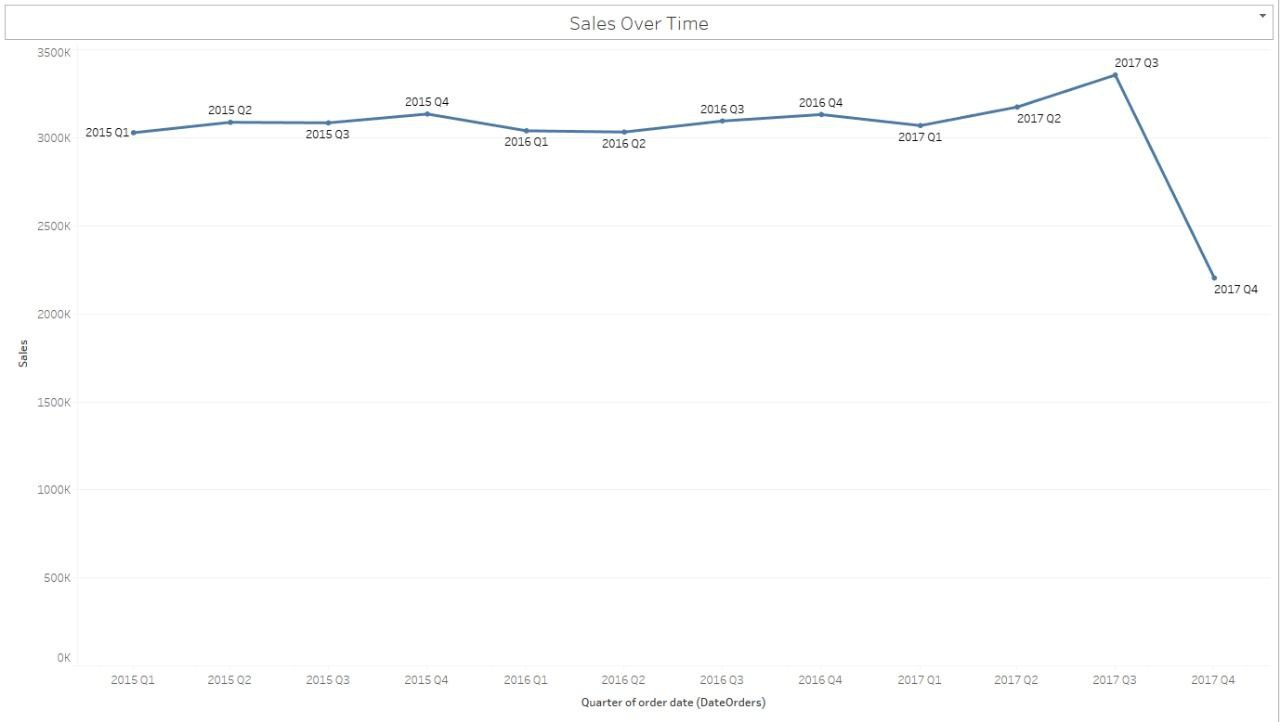 Sales Over Time
3500K
3000K
2500K
2000K
1500K
1000K
500K
0K
Sales
2015 Q1
2015 Q2
2015 Q3
2015 Q4
2016 Q1
2016 Q2
2016 Q3
2016 Q4
2017 Q1
2017 Q2
2017 Q3
2017 Q4
2015 Q1 2015 Q2 2015 Q3 2015 Q4 2016 Q1 2016 Q2 2016 Q3 2016 Q4 2017 Q1 2017 Q2 2017 Q3 2017 Q4
Quarter of order date (DateOrders)